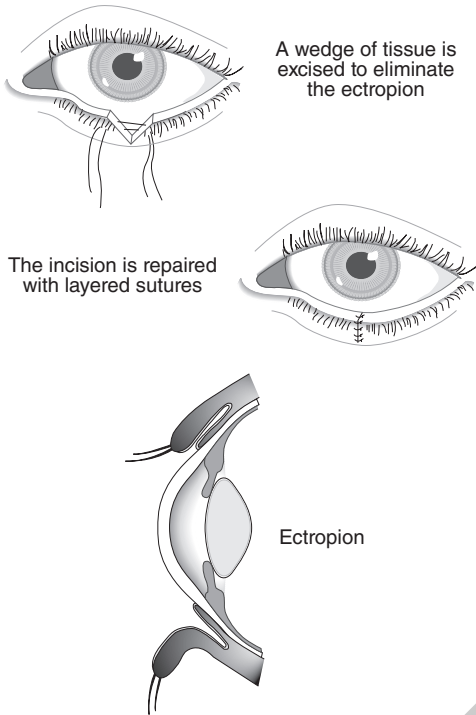 A wedge of tissue is
excised to eliminate
the ectropion
The incision is repaired
with layered sutures
Ectropion